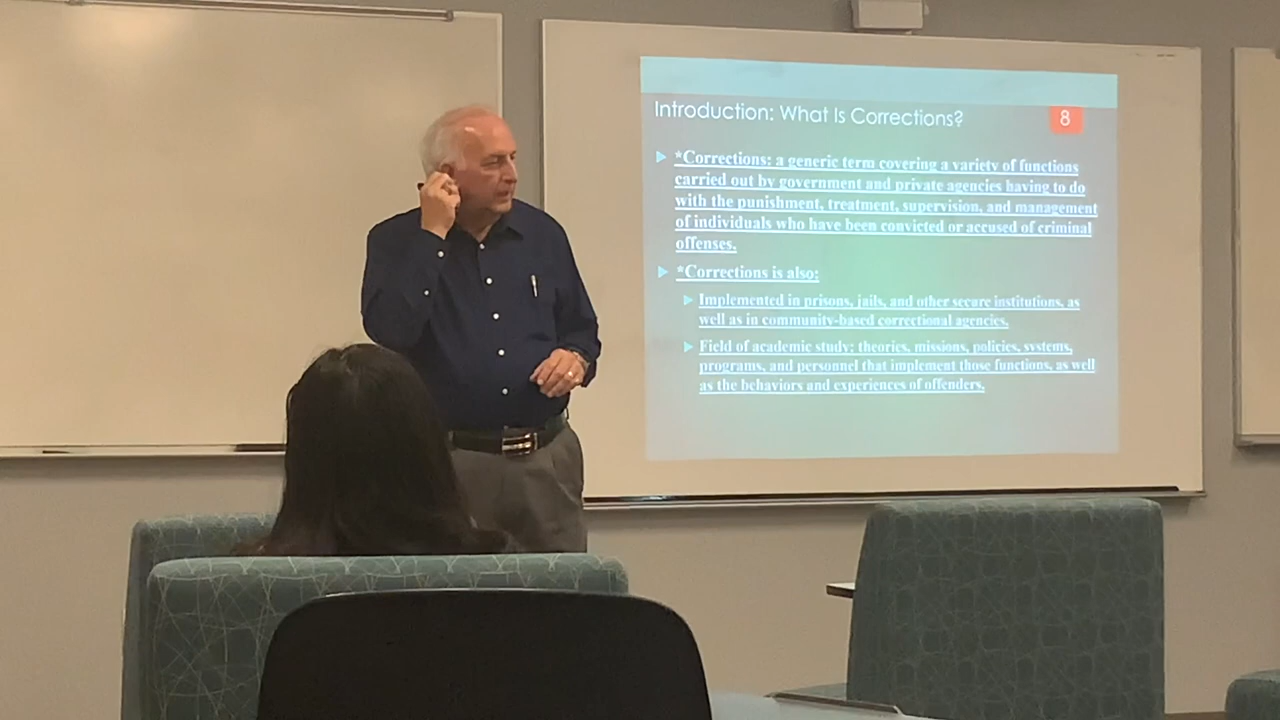 Introduction: What Is Corrections?
8
*Corrections: a generic term covering a variety of functions
carried out by government and private agencies having to do
with the punishment, treatment, supervision, and management
of individuals who have been convicted or accused of criminal
offenses.
*Corrections is also:
Implemented in prisons, jails, and other secure institutions, as
well as in community-based correctional agencies.
Field of academic study: theories, missions, policies, systems,
programs, and personnel that implement those functions, as well
as the behaviors and experiences of offenders.